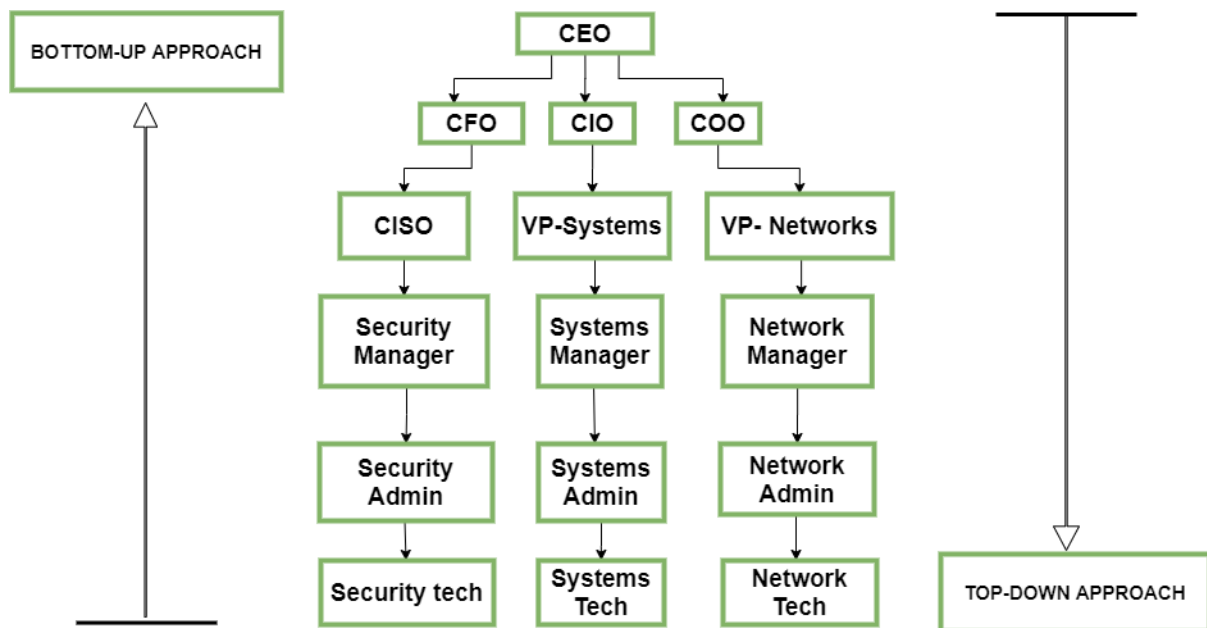 BOTTOM-UP APPROACH
CEO
CFO
CIO
COO
CISO
VP-Systems
VP- Networks
Security
Manager
Systems
Manager
Network
Manager
Security
Admin
Systems
Admin
Network
Admin
Security tech
Systems
Tech
Network
Tech
TOP-DOWN APPROACH